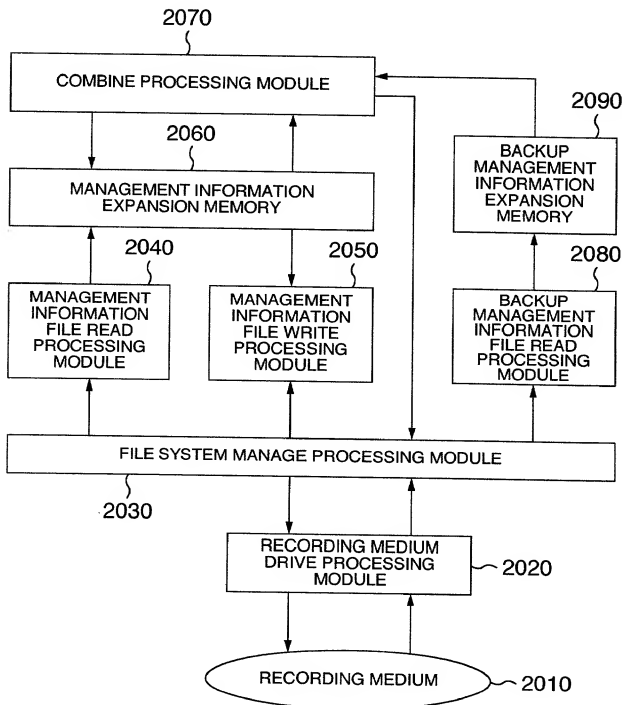 2070
COMBINE PROCESSING MODULE
2060
MANAGEMENT INFORMATION
EXPANSION MEMORY
2090
BACKUP
MANAGEMENT
INFORMATION
EXPANSION
MEMORY
2040
MANAGEMENT
INFORMATION
FILE READ
PROCESSING
MODULE
2050
MANAGEMENT
INFORMATION
FILE WRITE
PROCESSING
MODULE
2080
BACKUP
MANAGEMENT
INFORMATION
FILE READ
PROCESSING
MODULE
FILE SYSTEM MANAGE PROCESSING MODULE
2030
RECORDING MEDIUM
DRIVE PROCESSING
MODULE
2020
RECORDING MEDIUM
2010